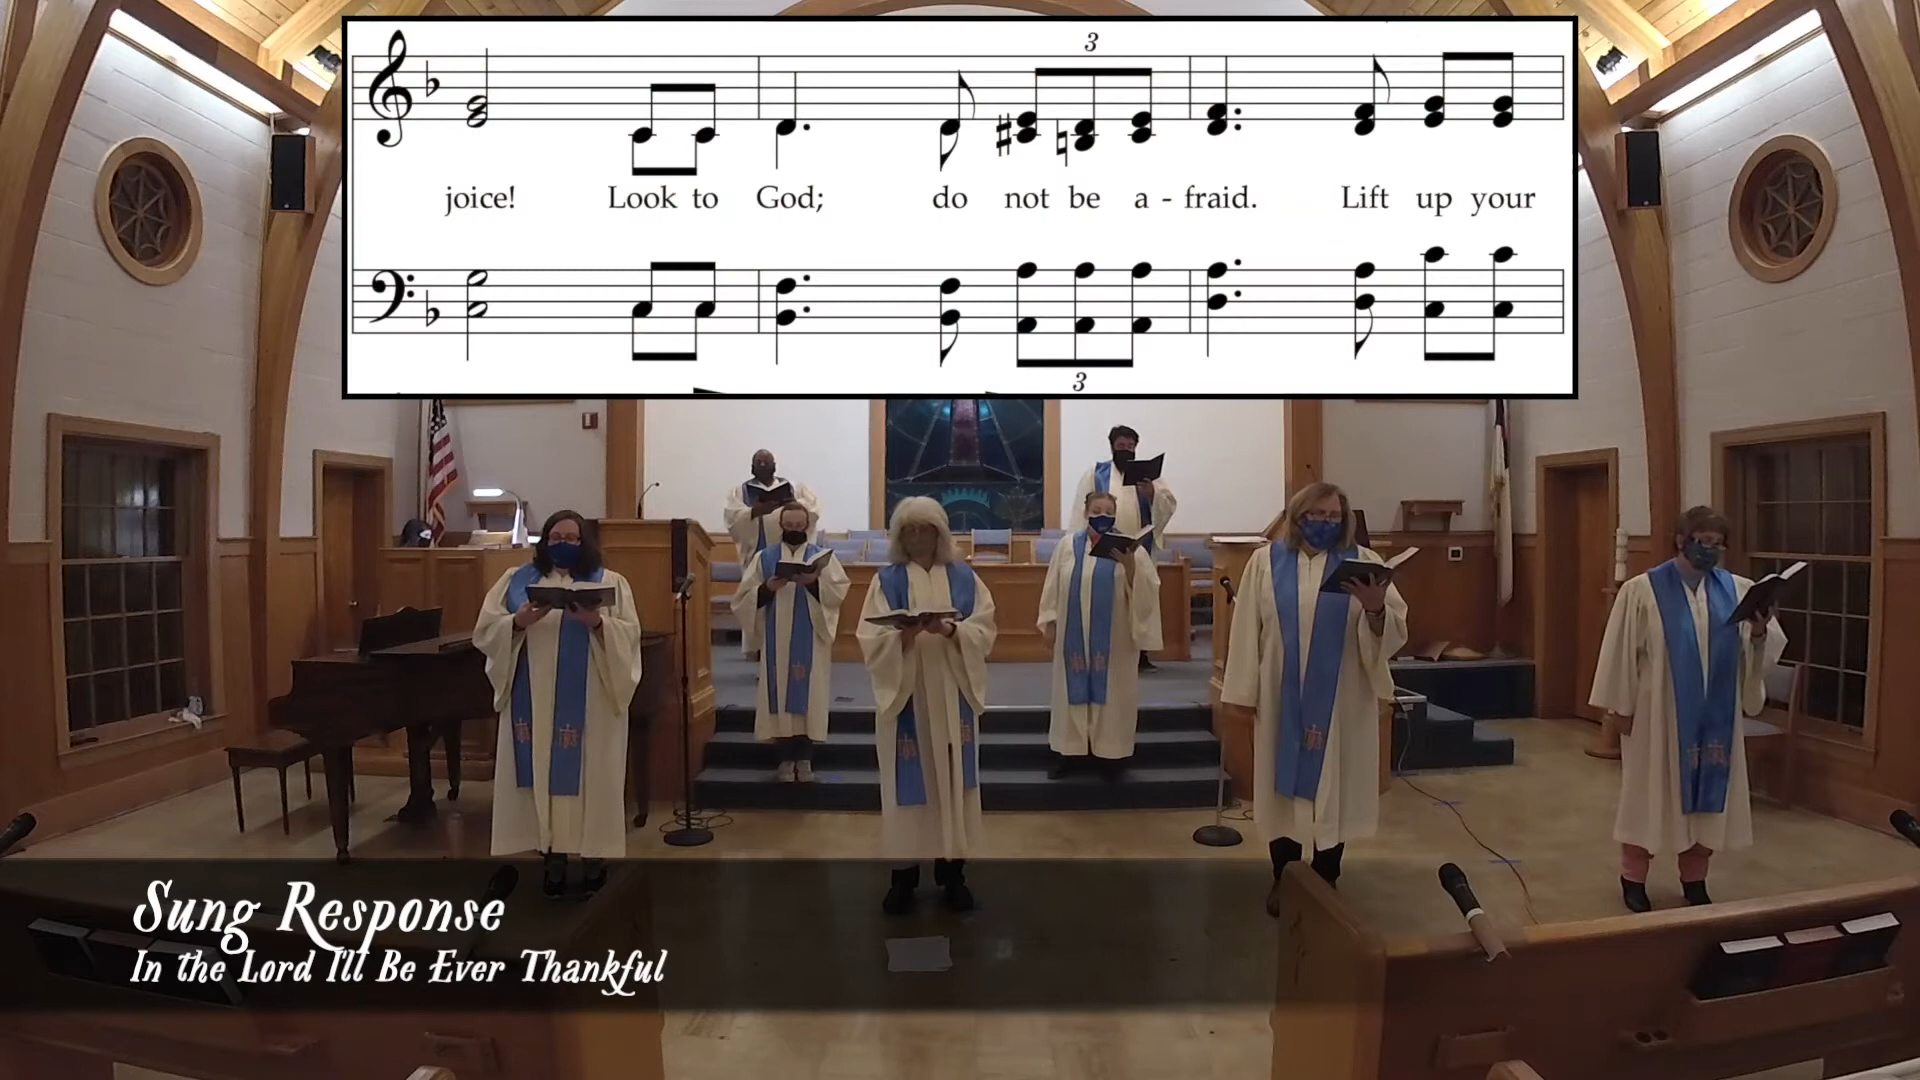 3
joice! Look to God; do not be a - fraid. Lift up your
3
Sung Response
In the Lord I'll Be Ever Thankful